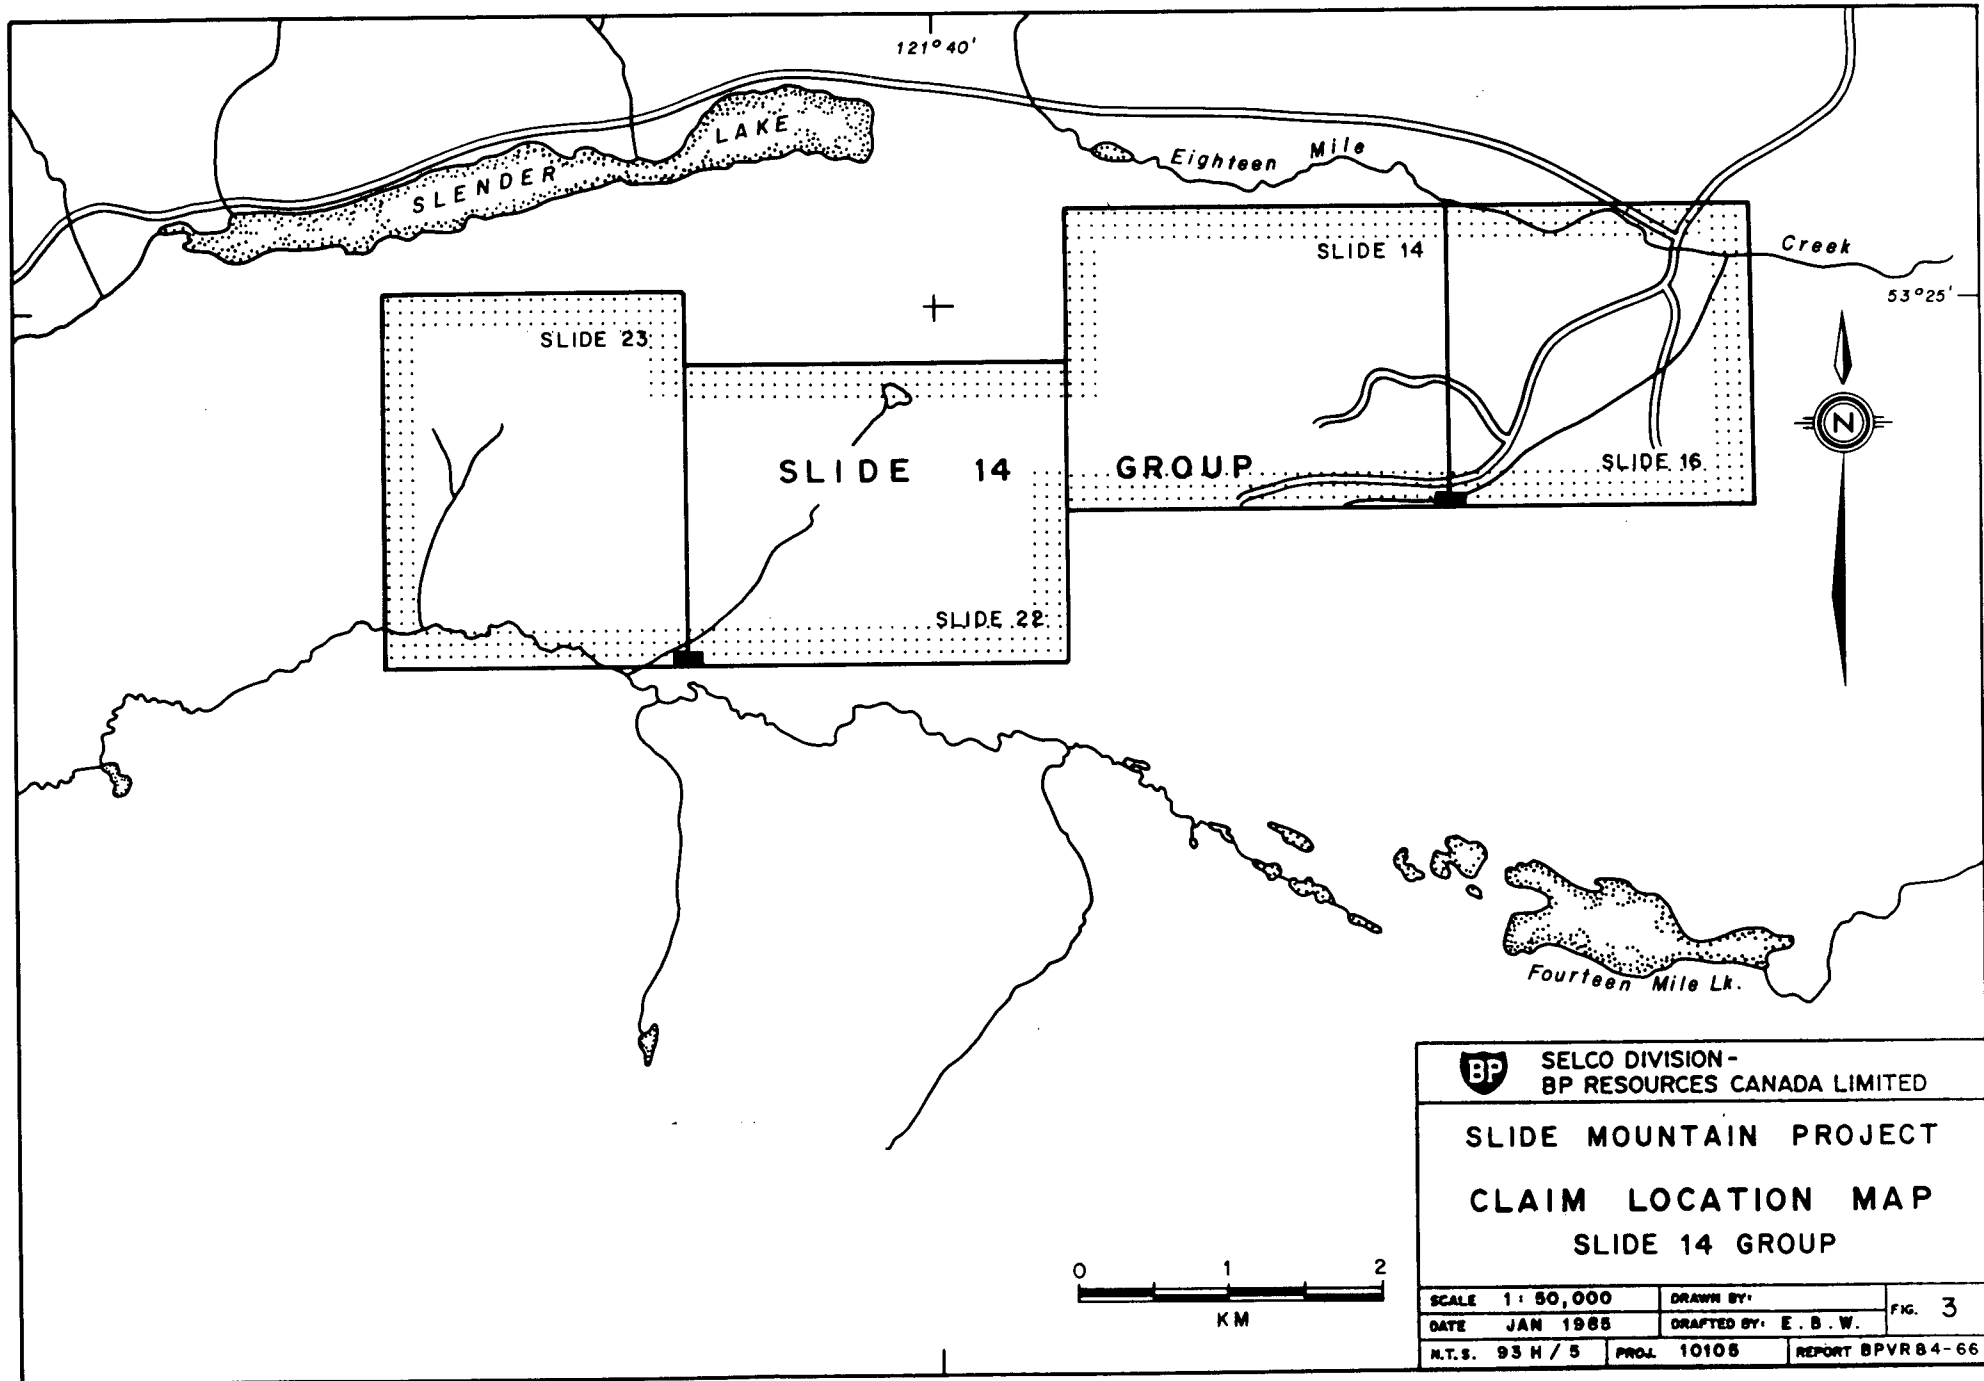 121° 40'
SLENDER LAKE
Eighteen Mile Creek
53° 25'
SLIDE 14
SLIDE 23
N
SLIDE 14 GROUP
SLIDE 16
SLIDE 22
Fourteen Mile Lk.
BP
SELCO DIVISION -
BP RESOURCES CANADA LIMITED
SLIDE MOUNTAIN PROJECT
CLAIM LOCATION MAP
SLIDE 14 GROUP
0 1 2
KM
SCALE 1 : 50,000
DRAWN BY:
FIG. 3
DATE JAN 1985
DRAFTED BY: E. B. W.
N.T.S. 93 H / 5
PROJ. 10105
REPORT BPVR 84-66